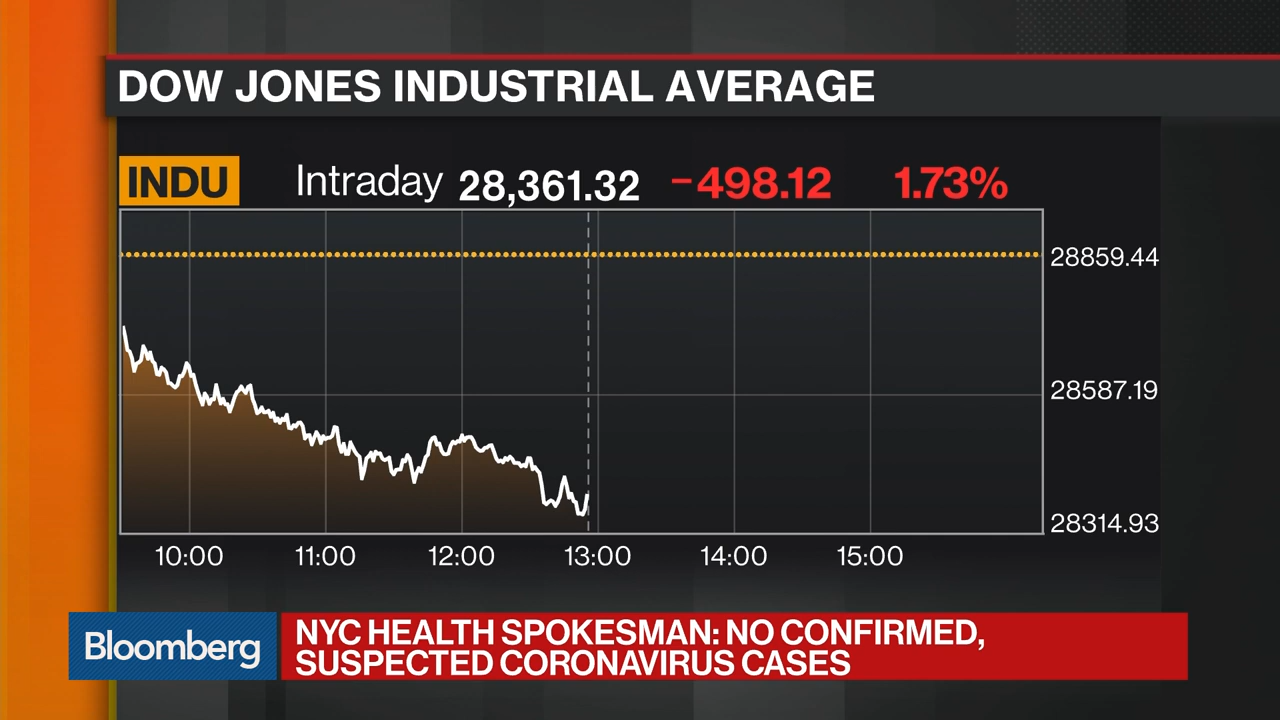 DOW JONES INDUSTRIAL AVERAGE
INDU Intraday 28,361.32 −498.12 1.73%
28859.44
28587.19
28314.93
10:00 11:00 12:00 13:00 14:00 15:00
Bloomberg
NYC HEALTH SPOKESMAN: NO CONFIRMED,
SUSPECTED CORONAVIRUS CASES